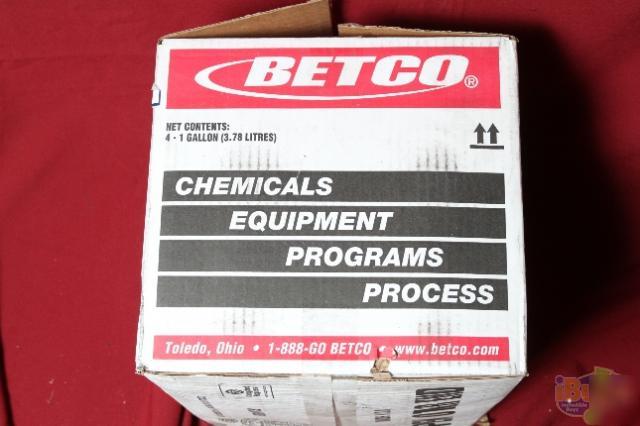 BETCO®
NET CONTENTS:
4 - 1 GALLON (3.78 LITRES)
CHEMICALS
EQUIPMENT
PROGRAMS
PROCESS
Toledo, Ohio • 1-888-GO BETCO • www.betco.com
iBi